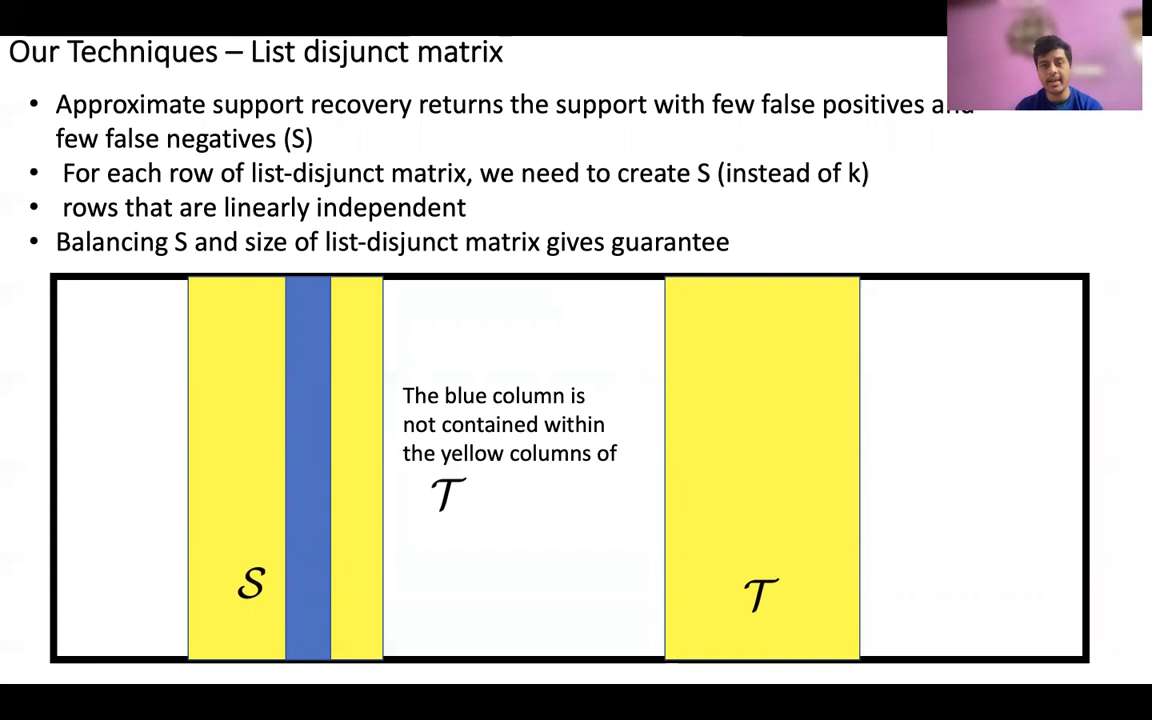 Our Techniques – List disjunct matrix
• Approximate support recovery returns the support with few false positives and
few false negatives (S)
• For each row of list-disjunct matrix, we need to create S (instead of k)
• rows that are linearly independent
• Balancing S and size of list-disjunct matrix gives guarantee
The blue column is
not contained within
the yellow columns of
𝒯
𝒮
𝒯